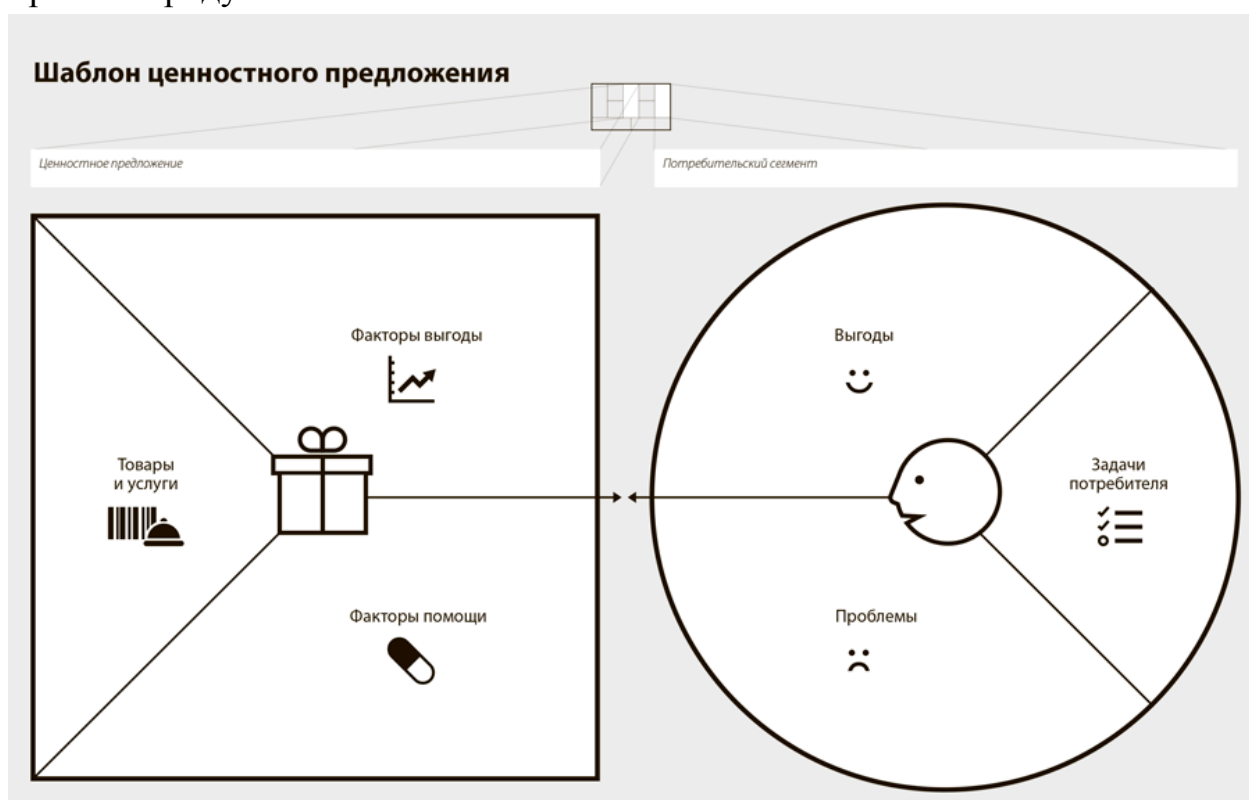 Шаблон ценностного предложения
Ценностное предложение
Потребительский сегмент
Факторы выгоды
Товары
и услуги
Факторы помощи
Выгоды
Задачи
потребителя
Проблемы